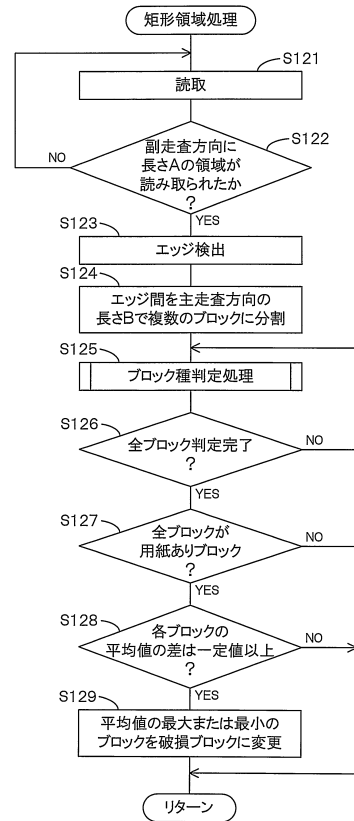 矩形領域処理
S121
読取
S122
副走査方向に
長さAの領域が
読み取られたか
?
NO
YES
S123
エッジ検出
S124
エッジ間を主走査方向の
長さBで複数のブロックに分割
S125
ブロック種判定処理
S126
全ブロック判定完了
?
NO
YES
S127
全ブロックが
用紙ありブロック
?
NO
YES
S128
各ブロックの
平均値の差は一定値以上
?
NO
YES
S129
平均値の最大または最小の
ブロックを破損ブロックに変更
リターン